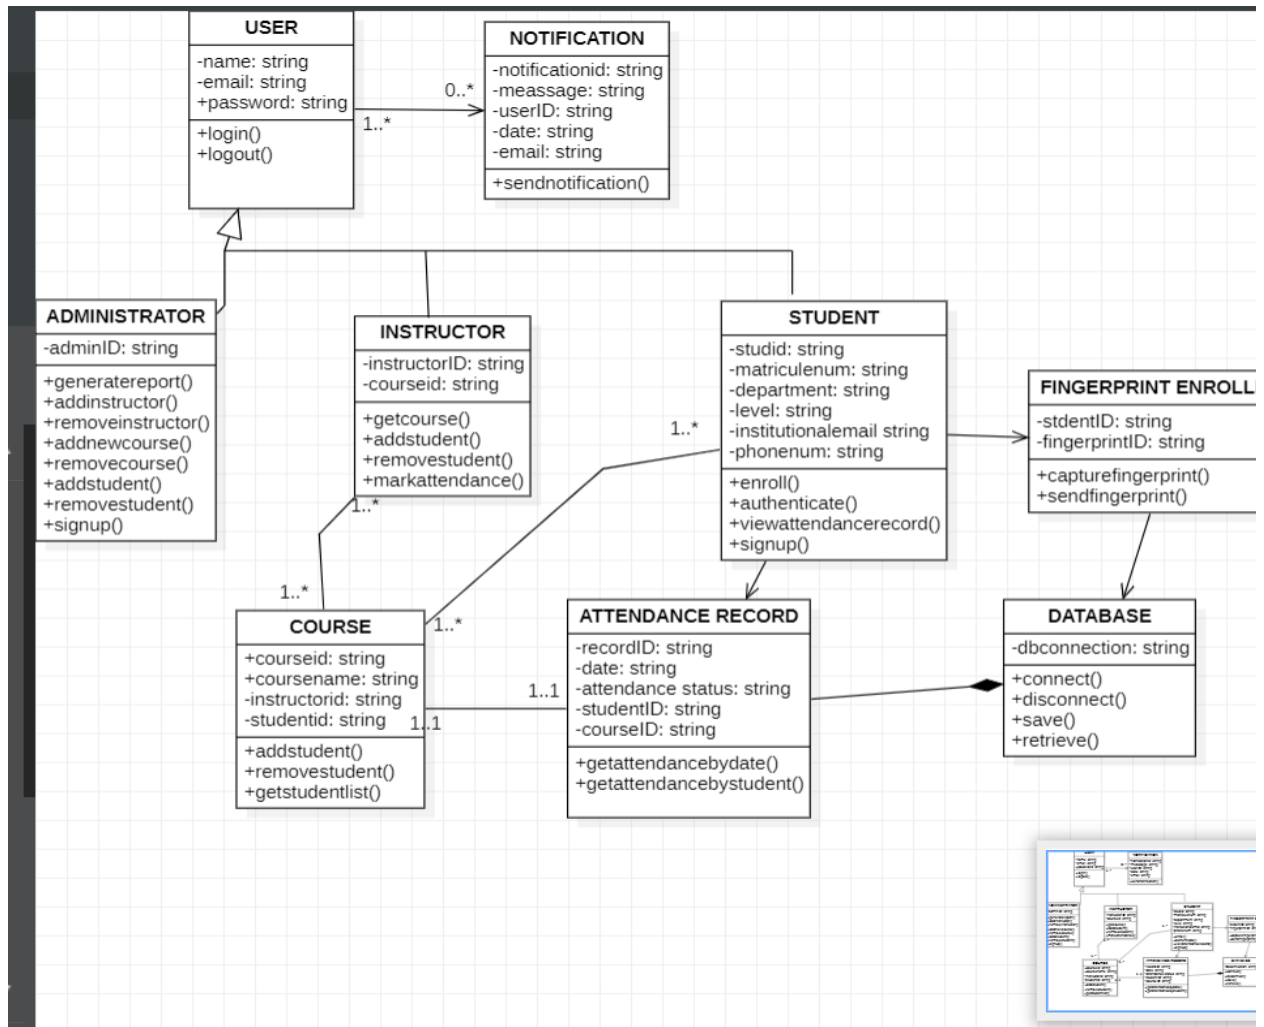 USER
-name: string
-email: string
+password: string
+login()
+logout()
0..*
1..*
NOTIFICATION
-notificationid: string
-meassage: string
-userID: string
-date: string
-email: string
+sendnotification()
ADMINISTRATOR
-adminID: string
+generatereport()
+addinstructor()
+removeinstructor()
+addnewcourse()
+removecourse()
+addstudent()
+removestudent()
+signup()
INSTRUCTOR
-instructorID: string
-courseid: string
+getcourse()
+addstudent()
+removestudent()
+markattendance()
1..*
1..*
STUDENT
-studid: string
-matriculenum: string
-department: string
-level: string
-institutionalemail string
-phonenum: string
+enroll()
+authenticate()
+viewattendancerecord()
+signup()
1..*
1..*
FINGERPRINT ENROLL
-stdentID: string
-fingerprintID: string
+capturefingerprint()
+sendfingerprint()
COURSE
+courseid: string
+coursename: string
-instructorid: string
-studentid: string
+addstudent()
+removestudent()
+getstudentlist()
1..1
1..1
ATTENDANCE RECORD
-recordID: string
-date: string
-attendance status: string
-studentID: string
-courseID: string
+getattendancebydate()
+getattendancebystudent()
DATABASE
-dbconnection: string
+connect()
+disconnect()
+save()
+retrieve()